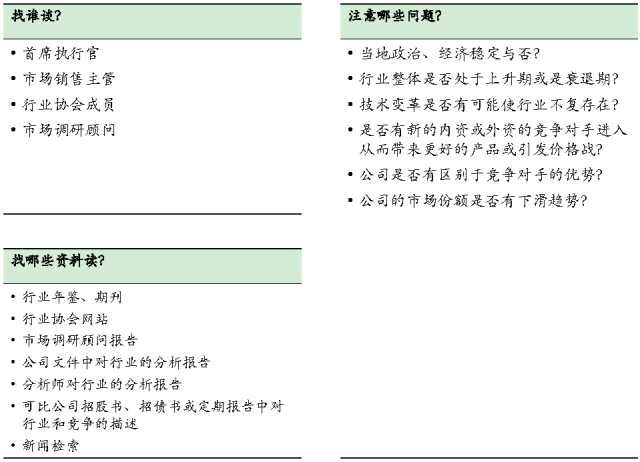 找谁谈?
• 首席执行官
• 市场销售主管
• 行业协会成员
• 市场调研顾问
找哪些资料读?
• 行业年鉴、期刊
• 行业协会网站
• 市场调研顾问报告
• 公司文件中对行业的分析报告
• 分析师对行业的分析报告
• 可比公司招股书、招债书或定期报告中对
行业和竞争的描述
• 新闻检索
注意哪些问题?
• 当地政治、经济稳定与否?
• 行业整体是否处于上升期或是衰退期?
• 技术变革是否有可能使行业不复存在?
• 是否有新的内资或外资的竞争对手进入
从而带来更好的产品或引发价格战?
• 公司是否有区别于竞争对手的优势?
• 公司的市场份额是否有下滑趋势?